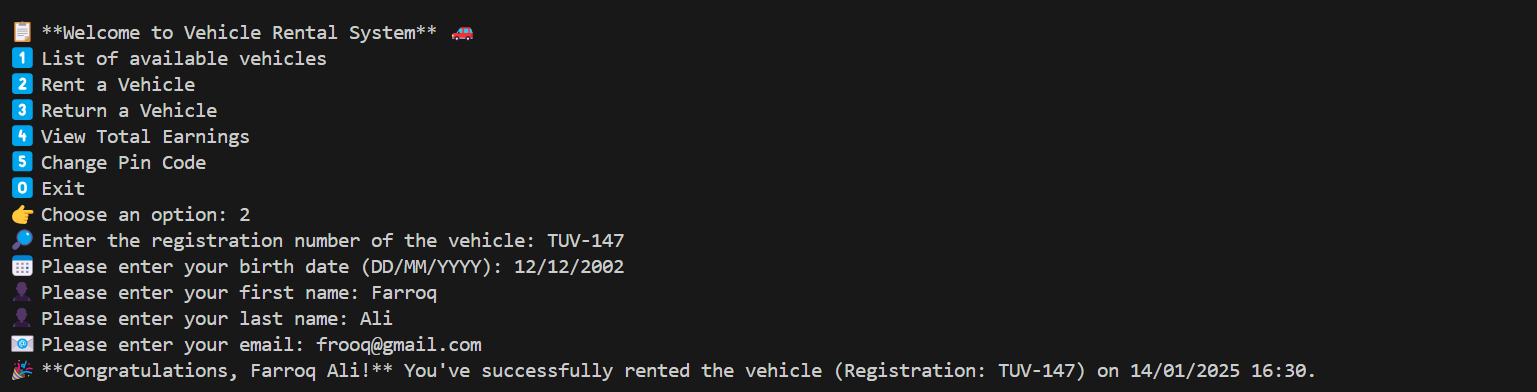 📋 **Welcome to Vehicle Rental System** 🚗
1️⃣ List of available vehicles
2️⃣ Rent a Vehicle
3️⃣ Return a Vehicle
4️⃣ View Total Earnings
5️⃣ Change Pin Code
0️⃣ Exit
👉 Choose an option: 2
🔎 Enter the registration number of the vehicle: TUV-147
📅 Please enter your birth date (DD/MM/YYYY): 12/12/2002
👤 Please enter your first name: Farroq
👤 Please enter your last name: Ali
📧 Please enter your email: frooq@gmail.com
🎉 **Congratulations, Farroq Ali!** You've successfully rented the vehicle (Registration: TUV-147) on 14/01/2025 16:30.